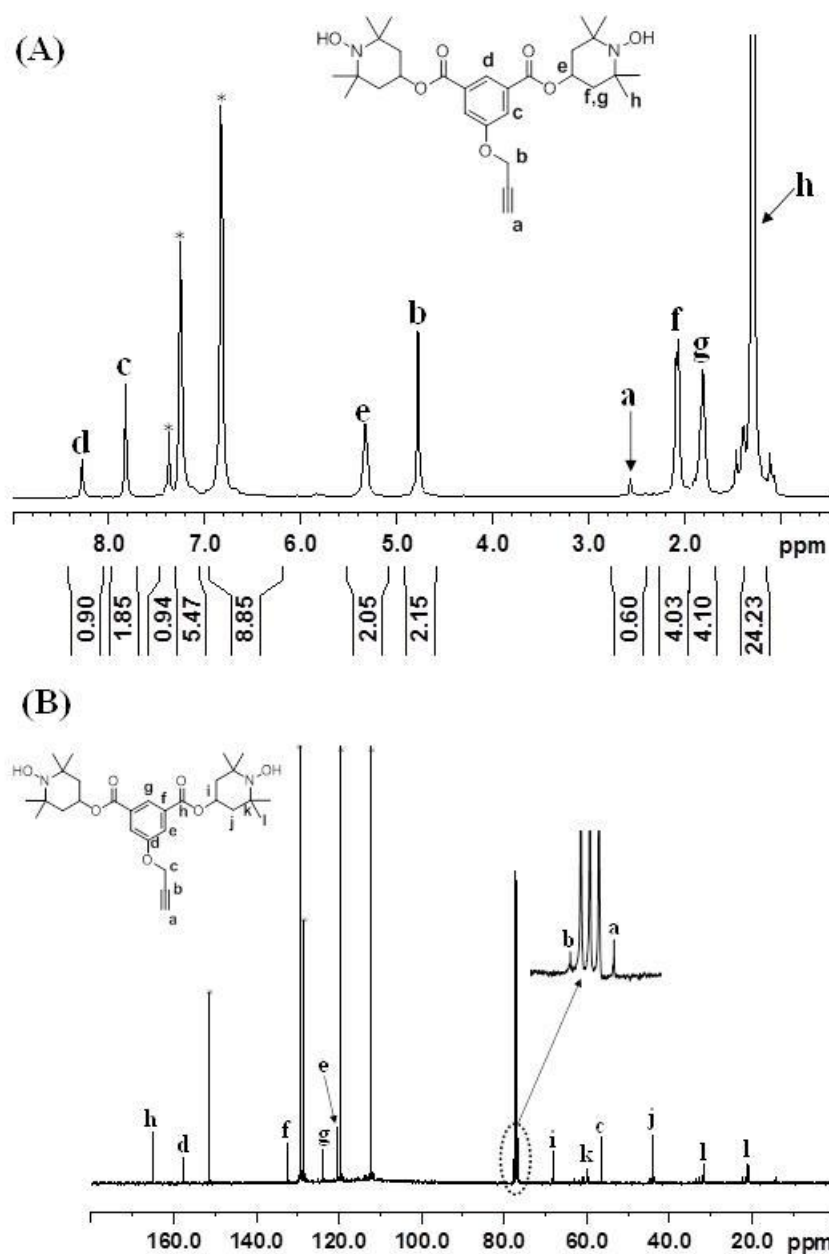 (A)
HO
N
O
O
d
e
O
O
c
f,g
h
N
OH
O
b
a
h
*
*
*
d
c
e
b
a
f
g
8.0 7.0 6.0 5.0 4.0 3.0 2.0 ppm
0.90 1.85 0.94 5.47 8.85 2.05 2.15 0.60 4.03 4.10 24.23
(B)
HO
N
O
O
g
f
h
O
O
i
j
k
l
N
OH
d
e
O
c
b
a
* * *
*
*
b a
h d f g e i k c j l l
160.0 140.0 120.0 100.0 80.0 60.0 40.0 20.0 ppm